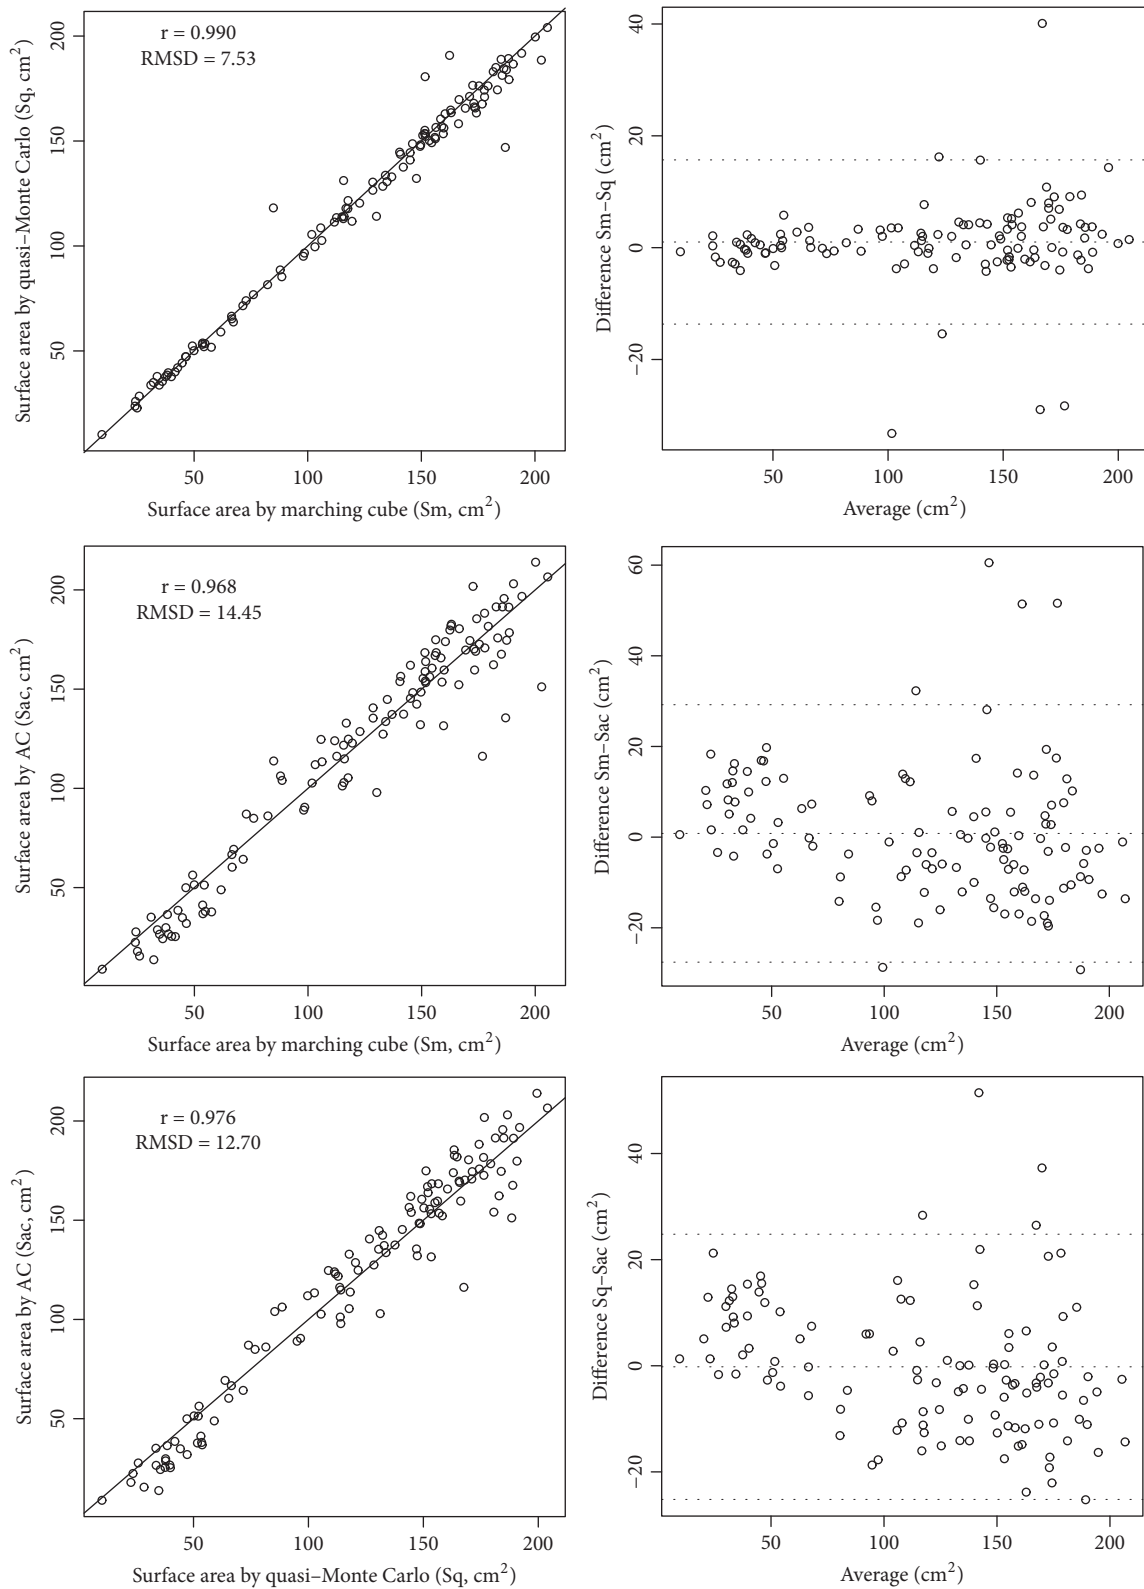 r = 0.990
RMSD = 7.53
Surface area by quasi–Monte Carlo (Sq, cm²)
200
150
100
50
50 100 150 200
Surface area by marching cube (Sm, cm²)
Difference Sm–Sq (cm²)
40
20
0
−20
50 100 150 200
Average (cm²)
r = 0.968
RMSD = 14.45
Surface area by AC (Sac, cm²)
200
150
100
50
50 100 150 200
Surface area by marching cube (Sm, cm²)
Difference Sm–Sac (cm²)
60
40
20
0
−20
50 100 150 200
Average (cm²)
r = 0.976
RMSD = 12.70
Surface area by AC (Sac, cm²)
200
150
100
50
50 100 150 200
Surface area by quasi–Monte Carlo (Sq, cm²)
Difference Sq–Sac (cm²)
40
20
0
−20
50 100 150 200
Average (cm²)